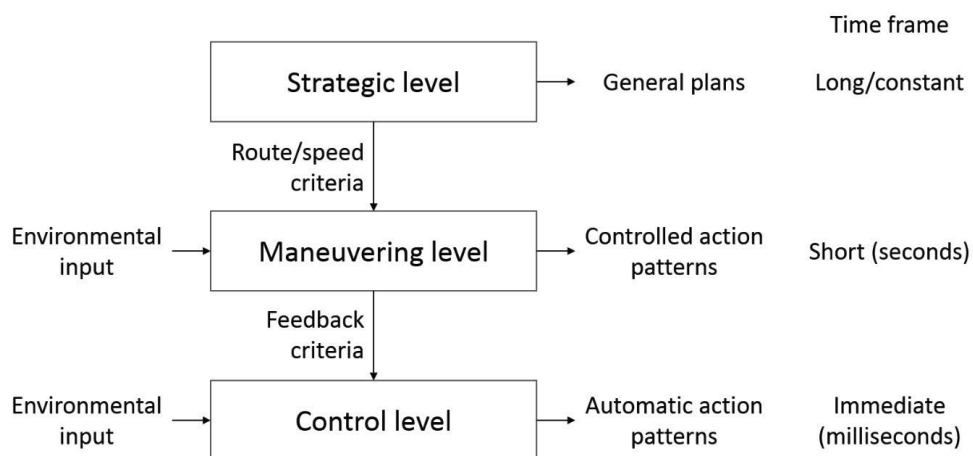 Time frame
Strategic level
General plans
Long/constant
Route/speed
criteria
Environmental
input
Maneuvering level
Controlled action
patterns
Short (seconds)
Feedback
criteria
Environmental
input
Control level
Automatic action
patterns
Immediate
(milliseconds)